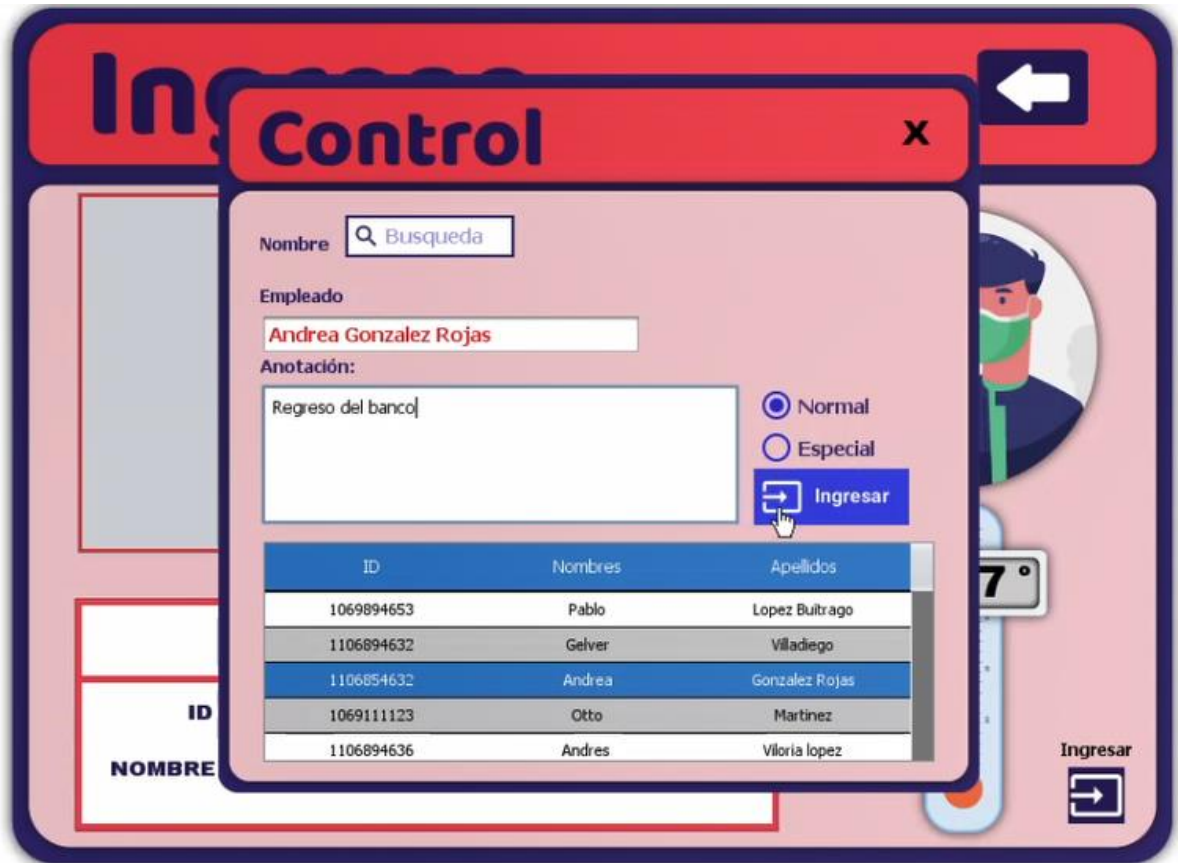 Control
X
Nombre Busqueda
Empleado
Andrea Gonzalez Rojas
Anotación:
Regreso del banco
Normal
Especial
Ingresar
ID Nombres Apellidos
1069894653 Pablo Lopez Buitrago
1106894632 Gelver Villadiego
1106854632 Andrea Gonzalez Rojas
1069111123 Otto Martinez
1106894636 Andres Viloria lopez
7°
ID
NOMBRE
Ingresar